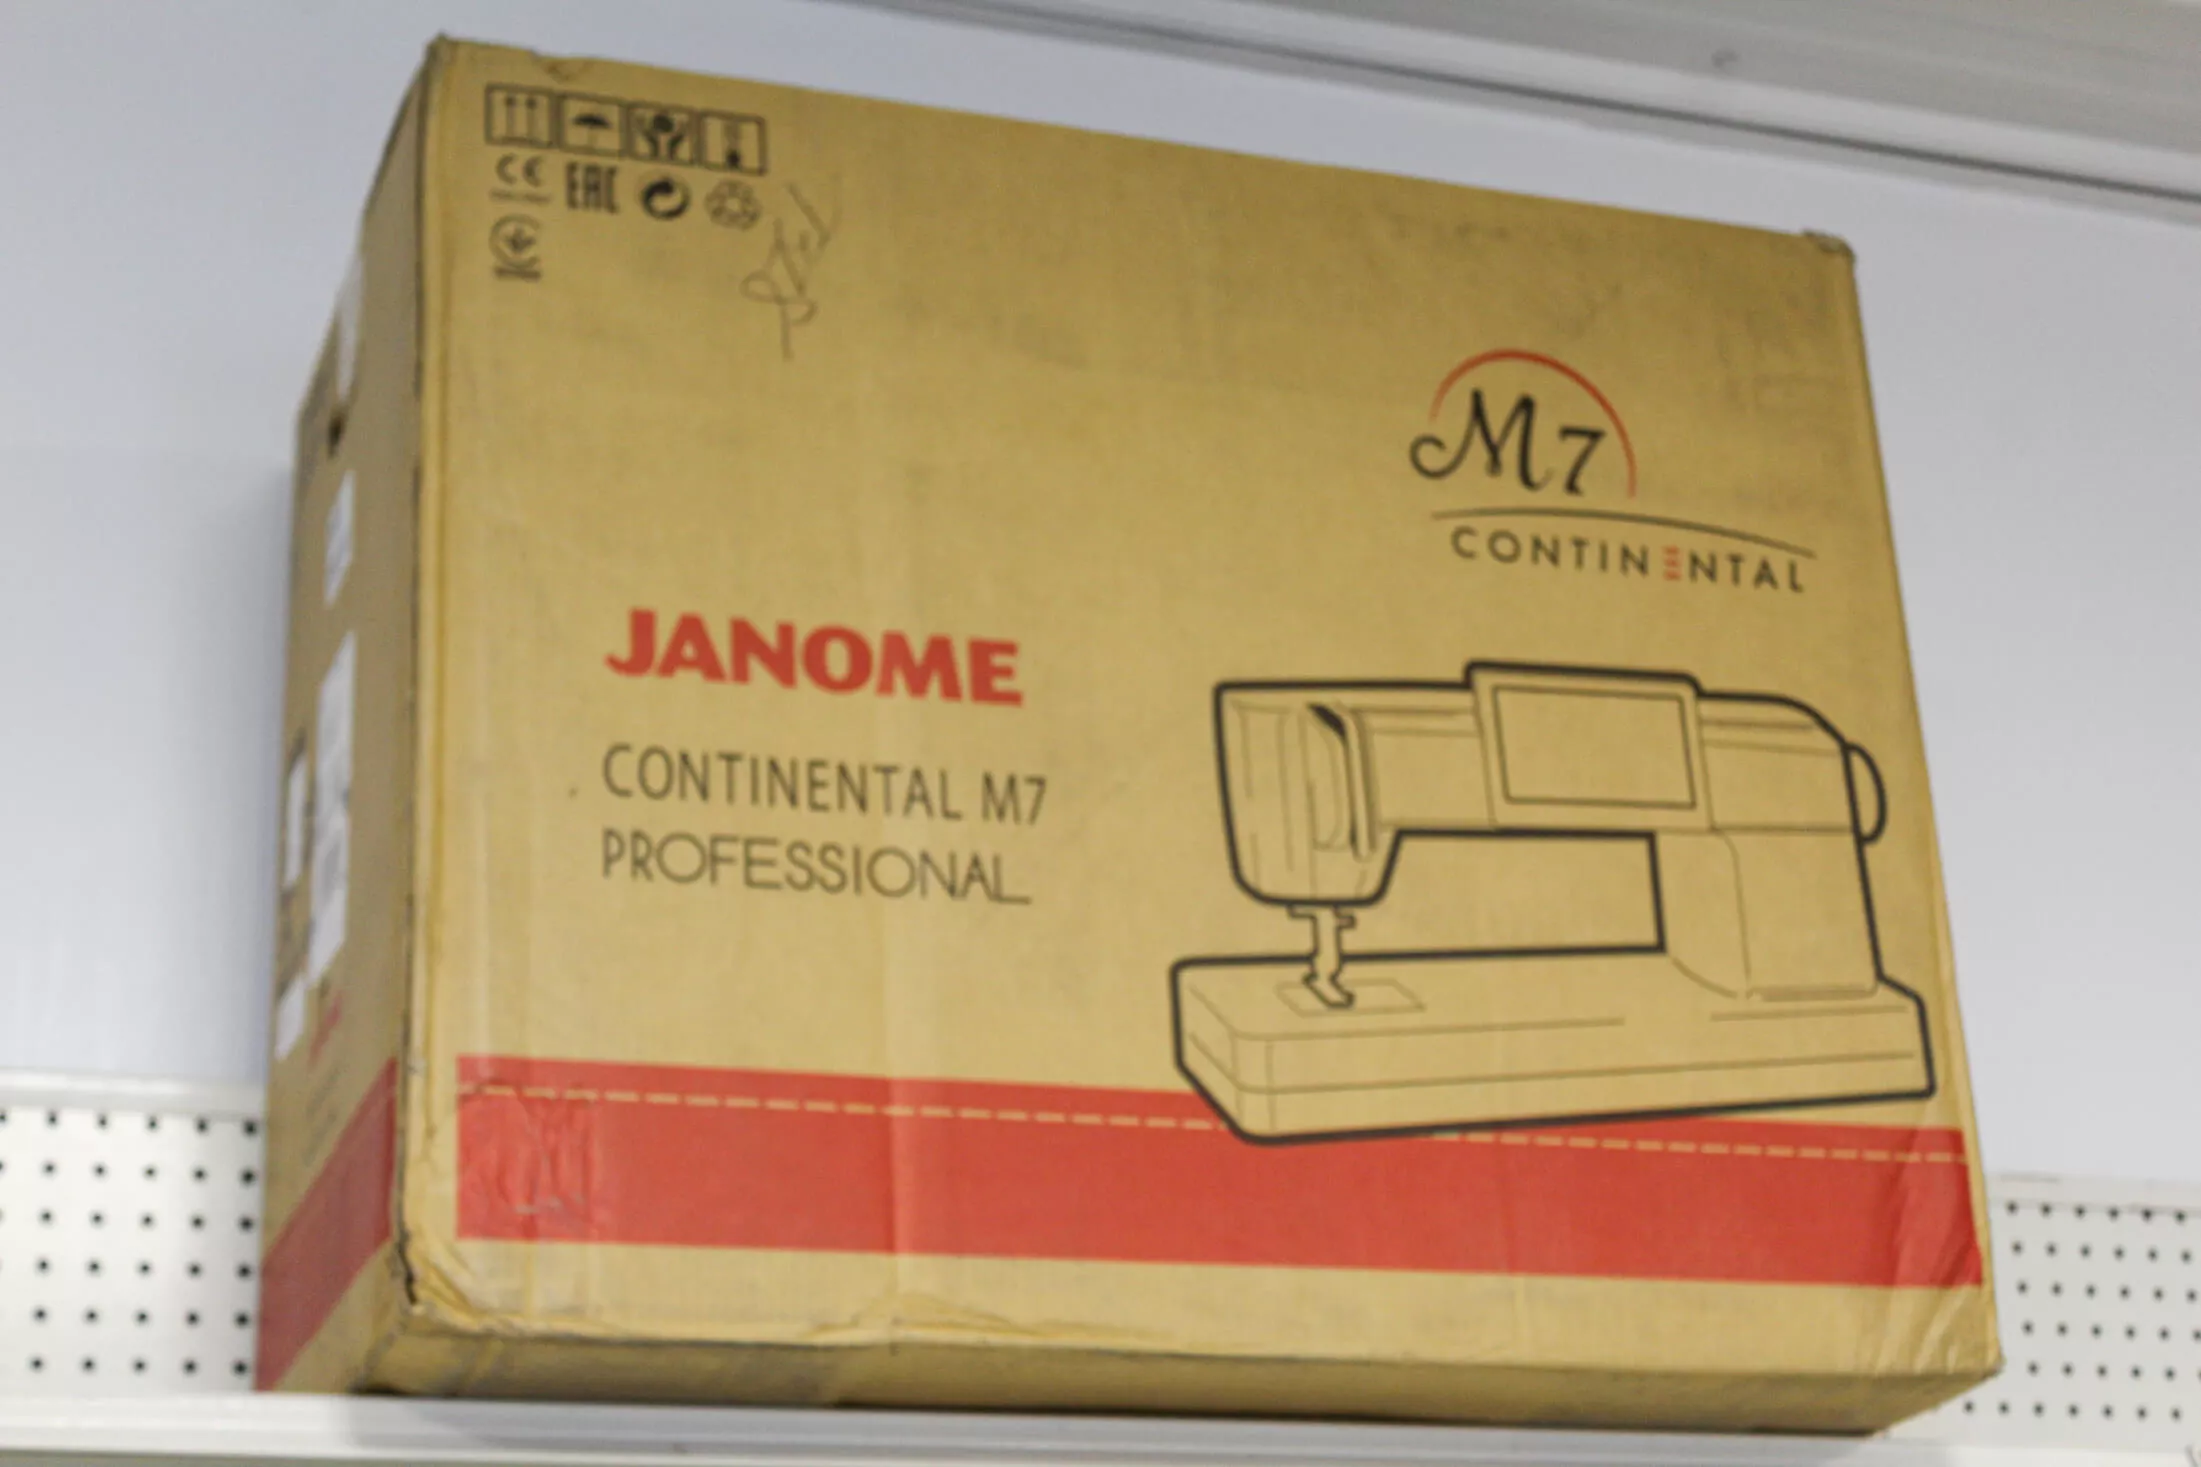 CE EAC
M7
CONTINENTAL
JANOME
CONTINENTAL M7
PROFESSIONAL